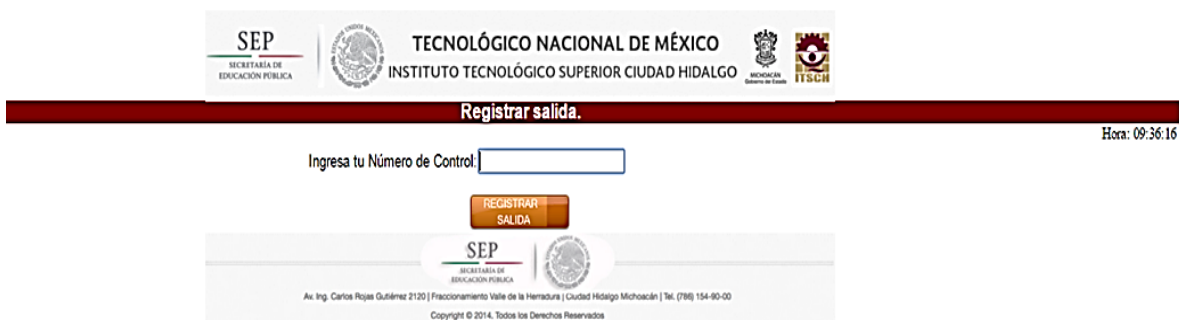 SEP
SECRETARÍA DE
EDUCACIÓN PÚBLICA
TECNOLÓGICO NACIONAL DE MÉXICO
INSTITUTO TECNOLÓGICO SUPERIOR CIUDAD HIDALGO
MICHOACÁN
Gobierno del Estado
ITSCH
Registrar salida.
Hora: 09:36:16
Ingresa tu Número de Control:
REGISTRAR
SALIDA
SEP
SECRETARÍA DE
EDUCACIÓN PÚBLICA
Av. Ing. Carlos Rojas Gutiérrez 2120 | Fraccionamiento Valle de la Herradura | Ciudad Hidalgo Michoacán | Tel. (786) 154-90-00
Copyright © 2014, Todos los Derechos Reservados